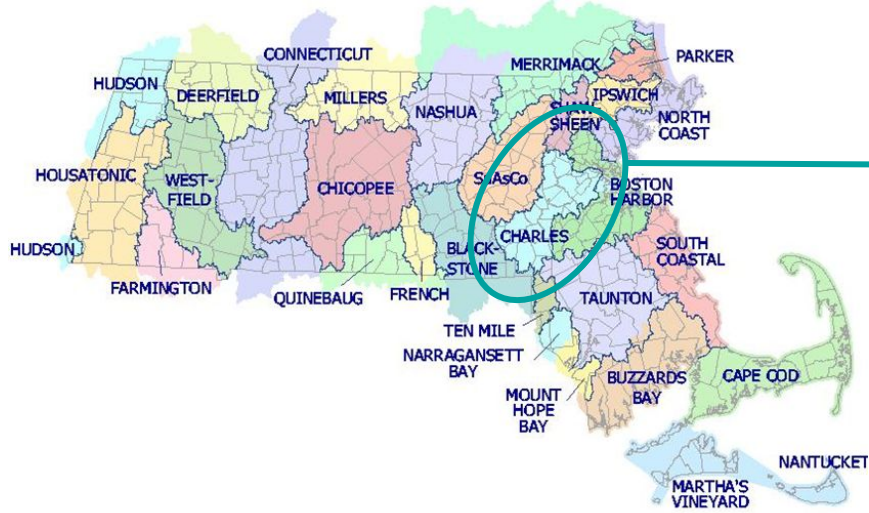 CONNECTICUT
MERRIMACK
PARKER
HUDSON
DEERFIELD
MILLERS
NASHUA
SHAW-
SHEEN
IPSWICH
NORTH
COAST
HOUSATONIC
WEST-
FIELD
CHICOPEE
SuAsCo
BOSTON
HARBOR
HUDSON
CHARLES
BLACK-
STONE
SOUTH
COASTAL
FARMINGTON
QUINEBAUG
FRENCH
TAUNTON
TEN MILE
NARRAGANSETT
BAY
MOUNT
HOPE
BAY
BUZZARDS
BAY
CAPE COD
NANTUCKET
MARTHA'S
VINEYARD